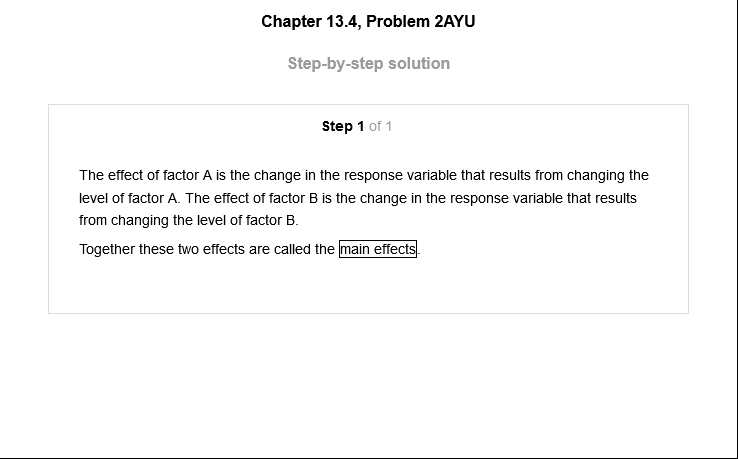 Chapter 13.4, Problem 2AYU
Step-by-step solution
Step 1 of 1
The effect of factor A is the change in the response variable that results from changing the
level of factor A. The effect of factor B is the change in the response variable that results
from changing the level of factor B.
Together these two effects are called the main effects.